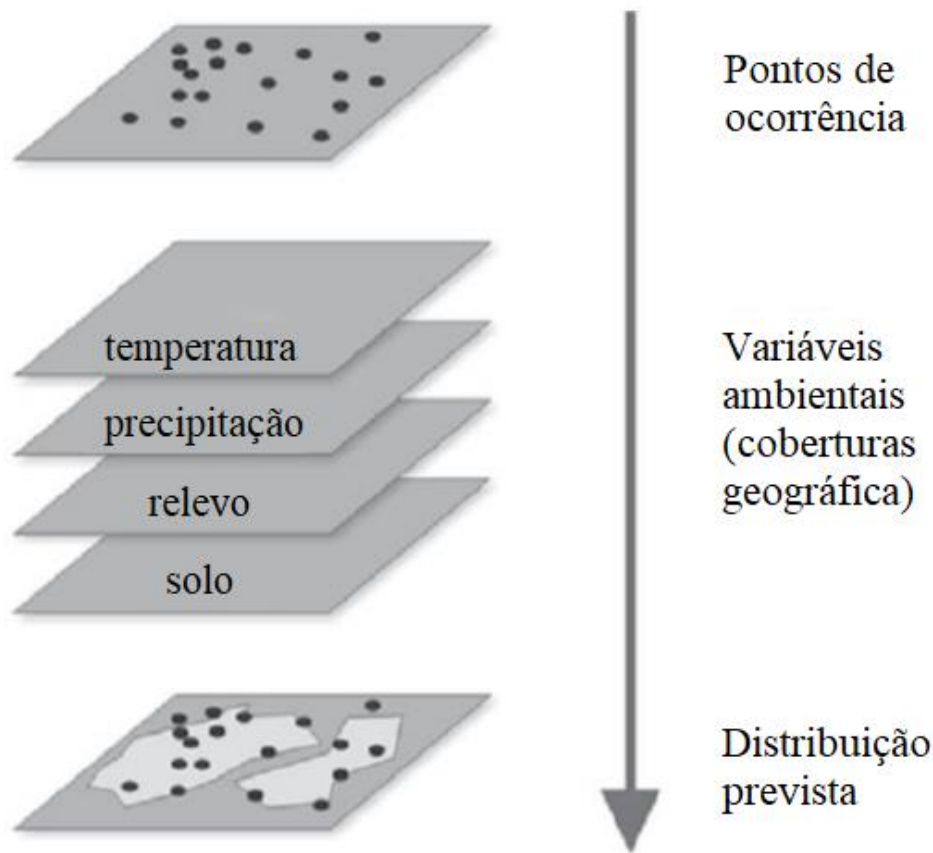 Pontos de
ocorrência
temperatura
precipitação
relevo
solo
Variáveis
ambientais
(coberturas
geográfica)
Distribuição
prevista